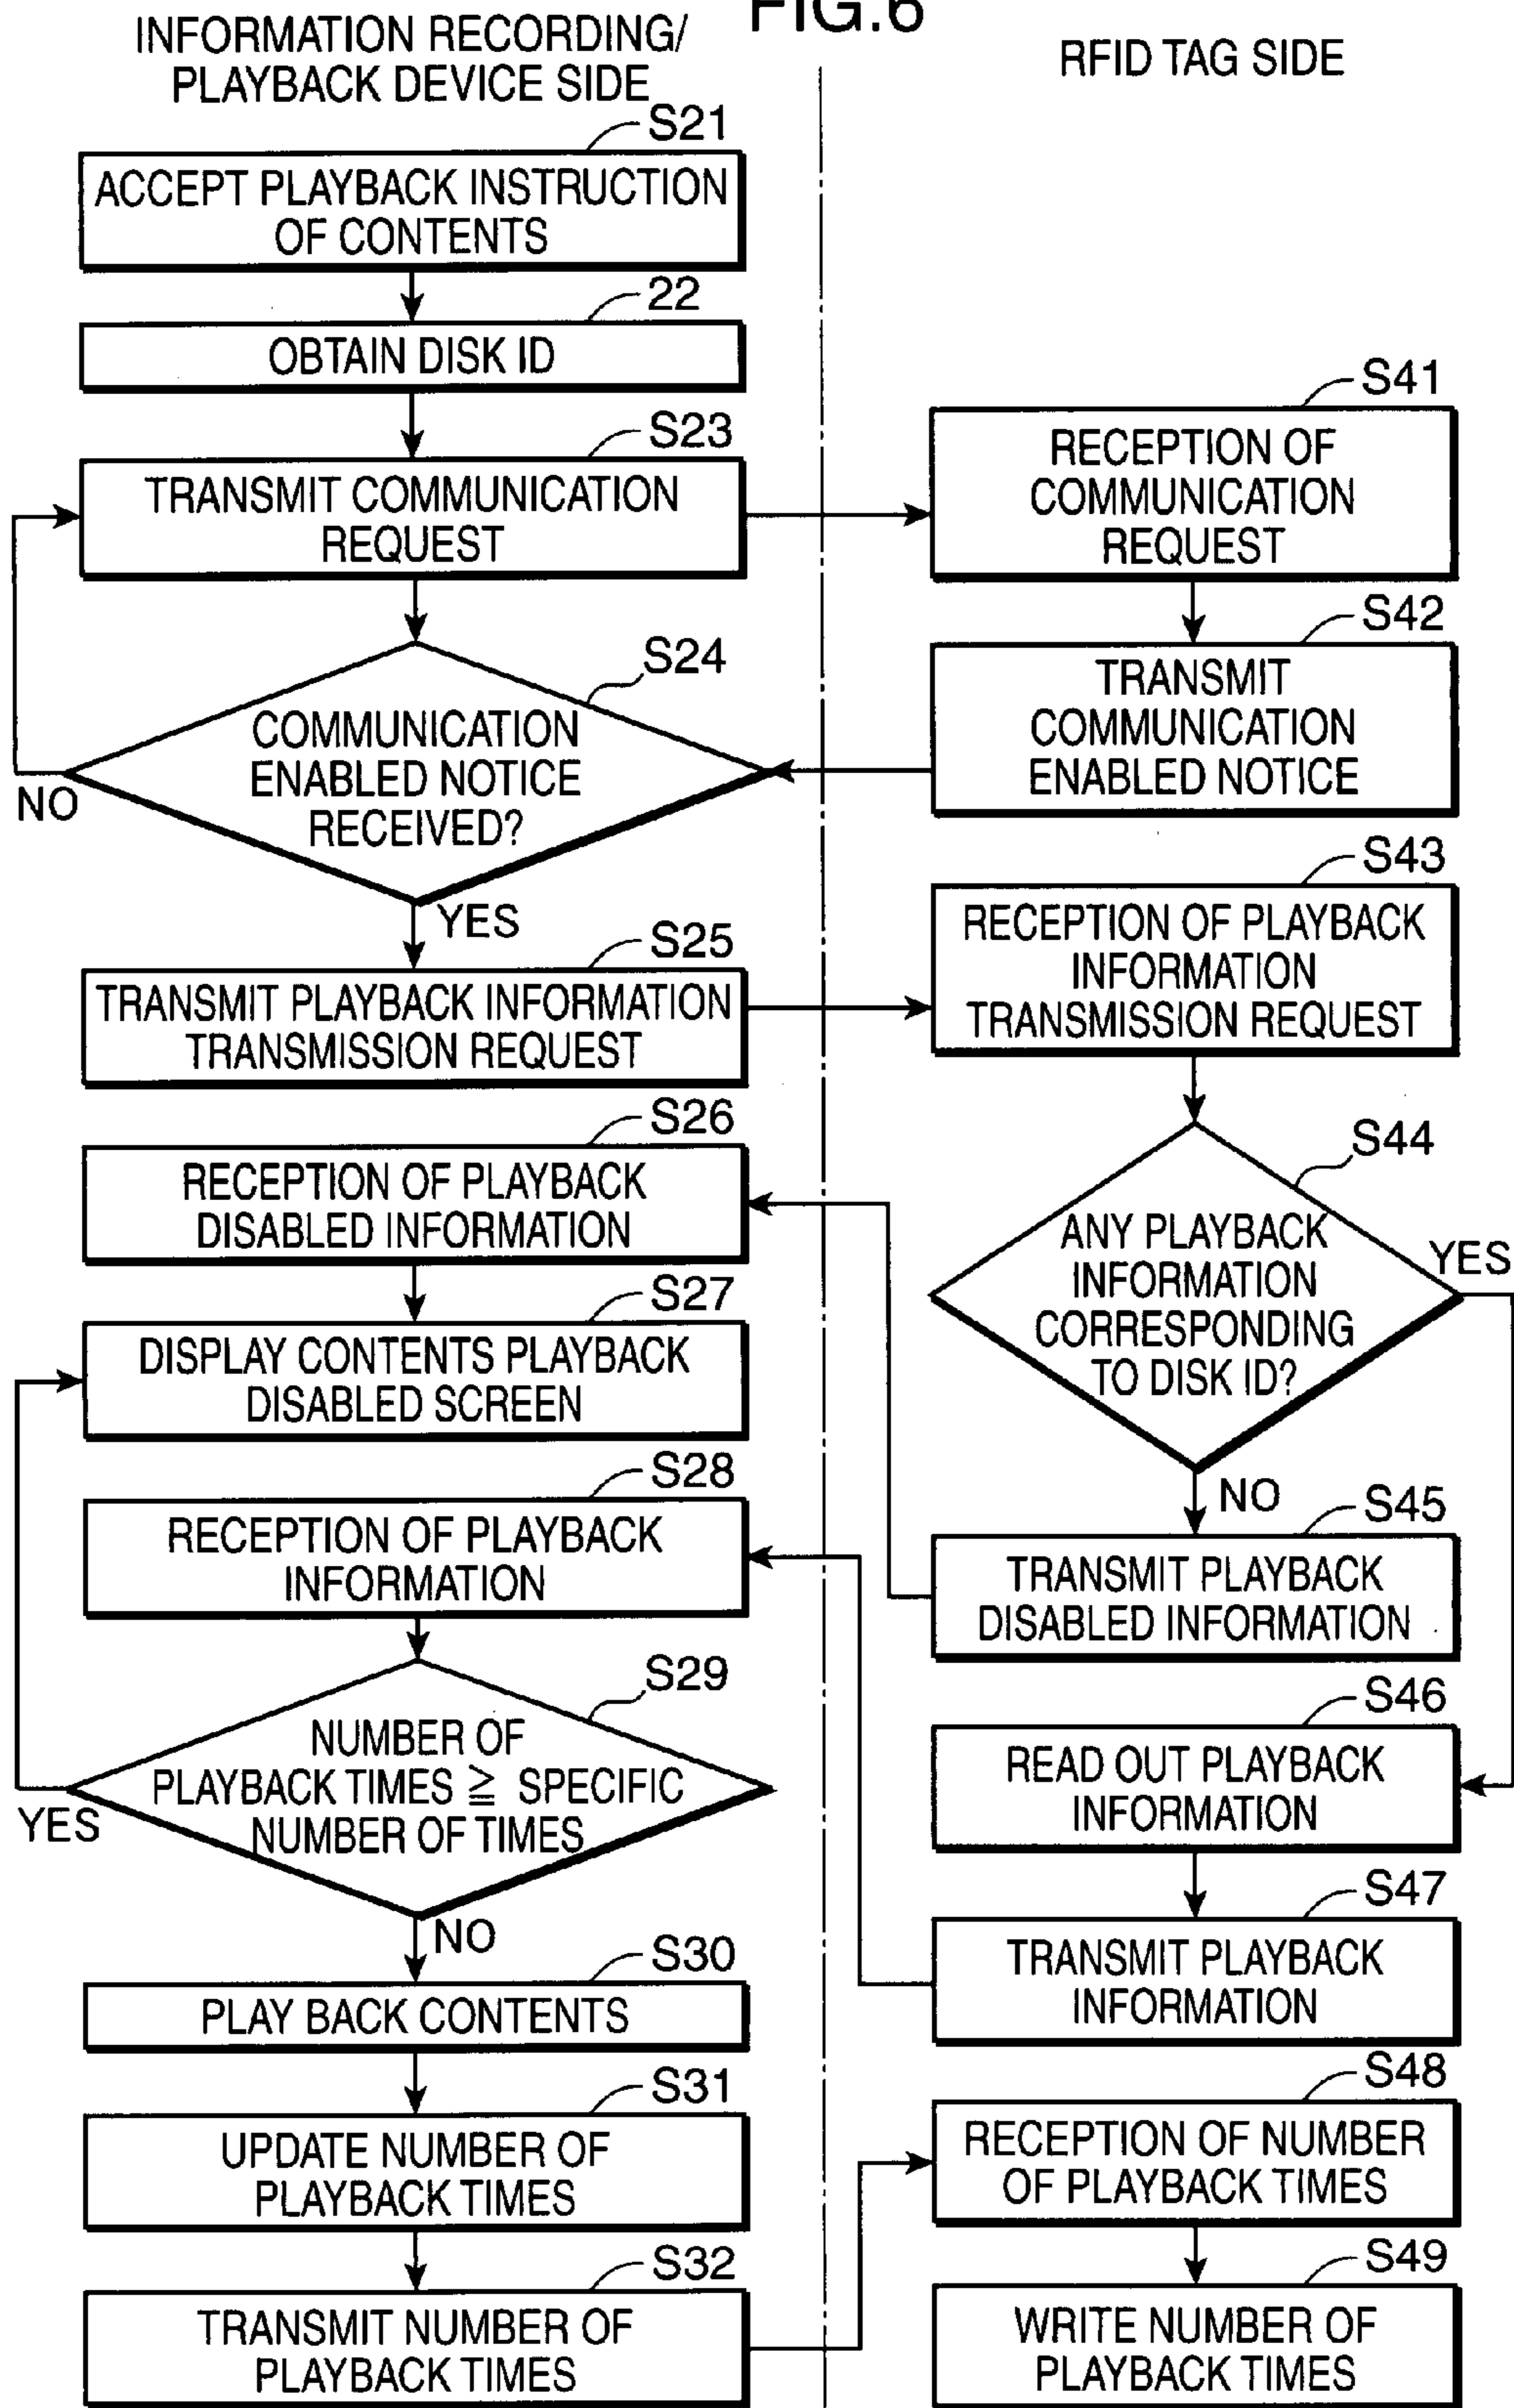 FIG.6
INFORMATION RECORDING/
PLAYBACK DEVICE SIDE
S21
ACCEPT PLAYBACK INSTRUCTION
OF CONTENTS
22
OBTAIN DISK ID
S23
TRANSMIT COMMUNICATION
REQUEST
S24
COMMUNICATION
ENABLED NOTICE
RECEIVED?
NO
YES
S25
TRANSMIT PLAYBACK INFORMATION
TRANSMISSION REQUEST
S26
RECEPTION OF PLAYBACK
DISABLED INFORMATION
S27
DISPLAY CONTENTS PLAYBACK
DISABLED SCREEN
S28
RECEPTION OF PLAYBACK
INFORMATION
S29
NUMBER OF
PLAYBACK TIMES ≧ SPECIFIC
NUMBER OF TIMES
YES
NO
S30
PLAY BACK CONTENTS
S31
UPDATE NUMBER OF
PLAYBACK TIMES
S32
TRANSMIT NUMBER OF
PLAYBACK TIMES
RFID TAG SIDE
S41
RECEPTION OF
COMMUNICATION
REQUEST
S42
TRANSMIT
COMMUNICATION
ENABLED NOTICE
S43
RECEPTION OF PLAYBACK
INFORMATION
TRANSMISSION REQUEST
S44
ANY PLAYBACK
INFORMATION
CORRESPONDING
TO DISK ID?
YES
NO
S45
TRANSMIT PLAYBACK
DISABLED INFORMATION
S46
READ OUT PLAYBACK
INFORMATION
S47
TRANSMIT PLAYBACK
INFORMATION
S48
RECEPTION OF NUMBER
OF PLAYBACK TIMES
S49
WRITE NUMBER OF
PLAYBACK TIMES